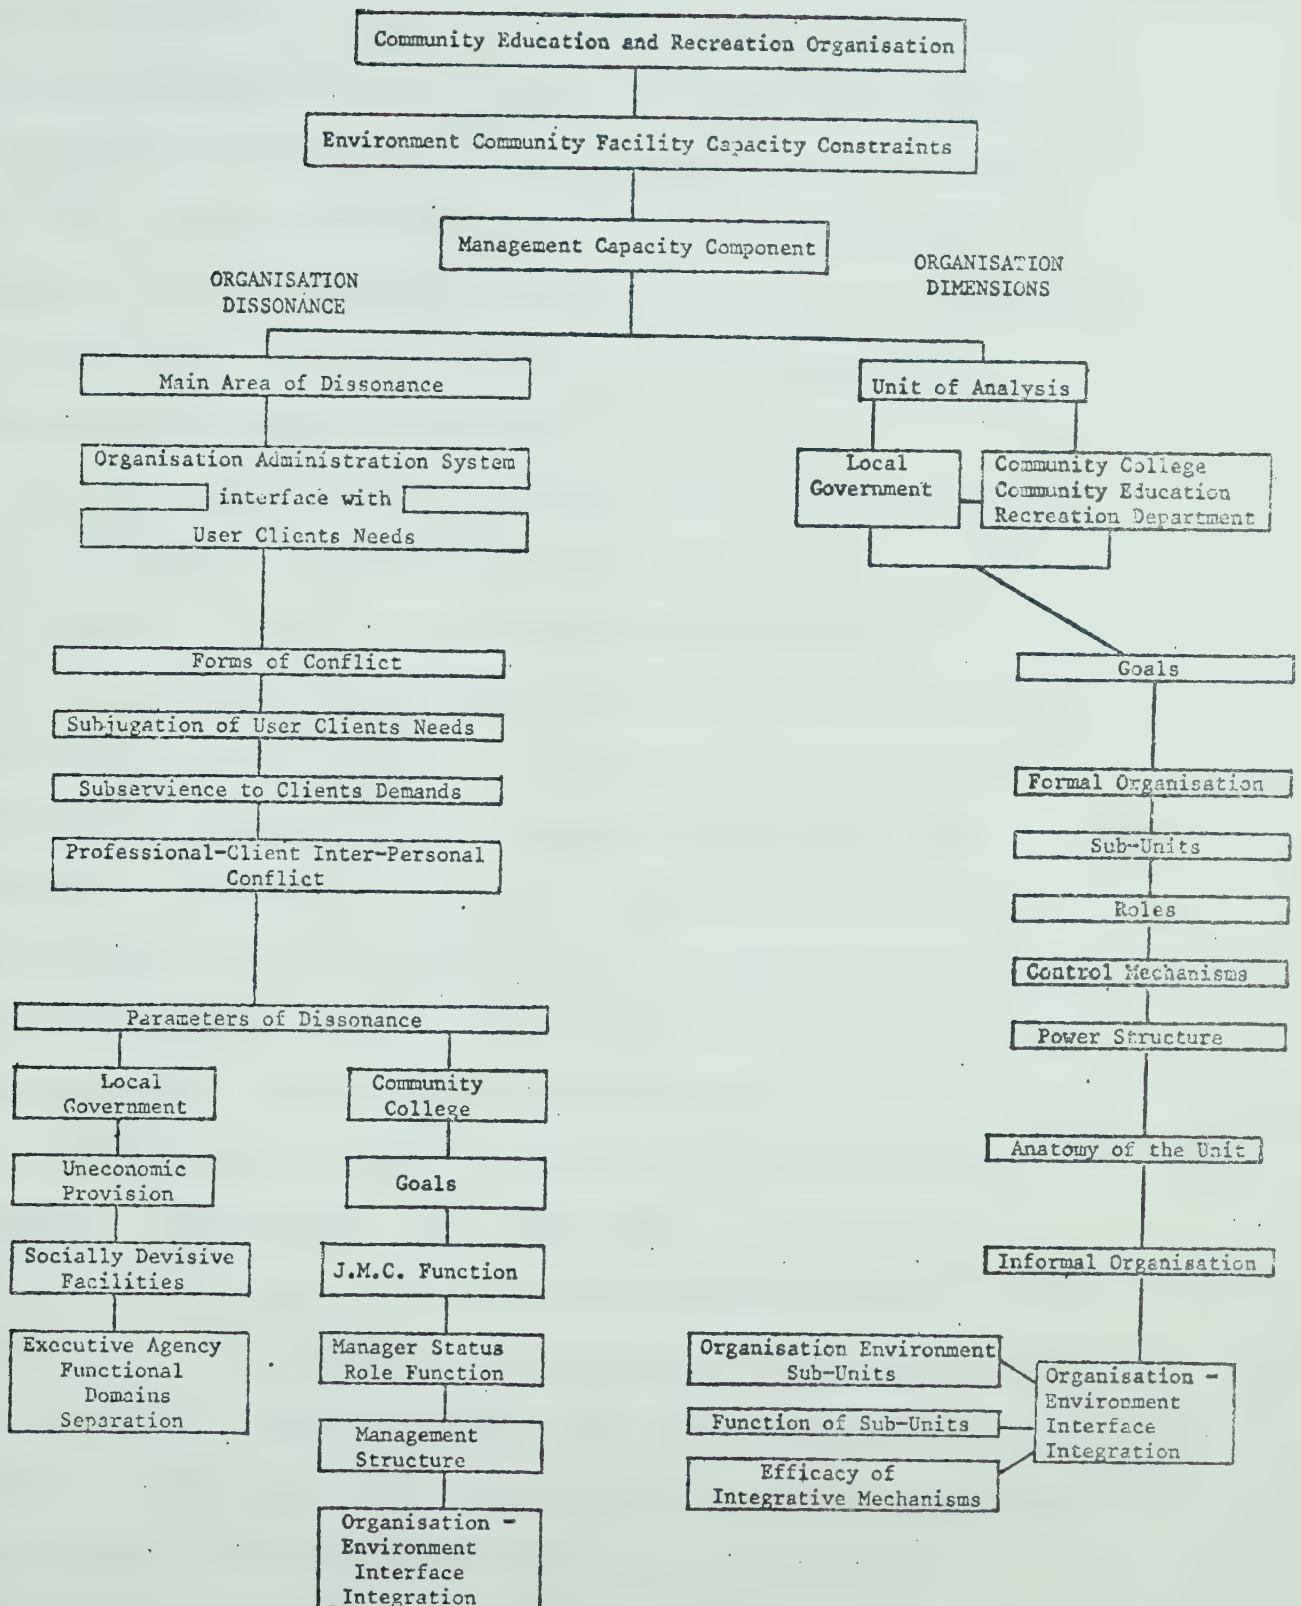 Community Education and Recreation Organisation
Environment Community Facility Capacity Constraints
Management Capacity Component
ORGANISATION
DISSONANCE
ORGANISATION
DIMENSIONS
Main Area of Dissonance
Organisation Administration System
interface with
User Clients Needs
Forms of Conflict
Subjugation of User Clients Needs
Subservience to Clients Demands
Professional-Client Inter-Personal
Conflict
Parameters of Dissonance
Local
Government
Uneconomic
Provision
Socially Devisive
Facilities
Executive Agency
Functional
Domains
Separation
Community
College
Goals
J.M.C. Function
Manager Status
Role Function
Management
Structure
Organisation -
Environment
Interface
Integration
Unit of Analysis
Local
Government
Community College
Community Education
Recreation Department
Goals
Formal Organisation
Sub-Units
Roles
Control Mechanisms
Power Structure
Anatomy of the Unit
Informal Organisation
Organisation Environment
Sub-Units
Function of Sub-Units
Efficacy of
Integrative Mechanisms
Organisation -
Environment
Interface
Integration